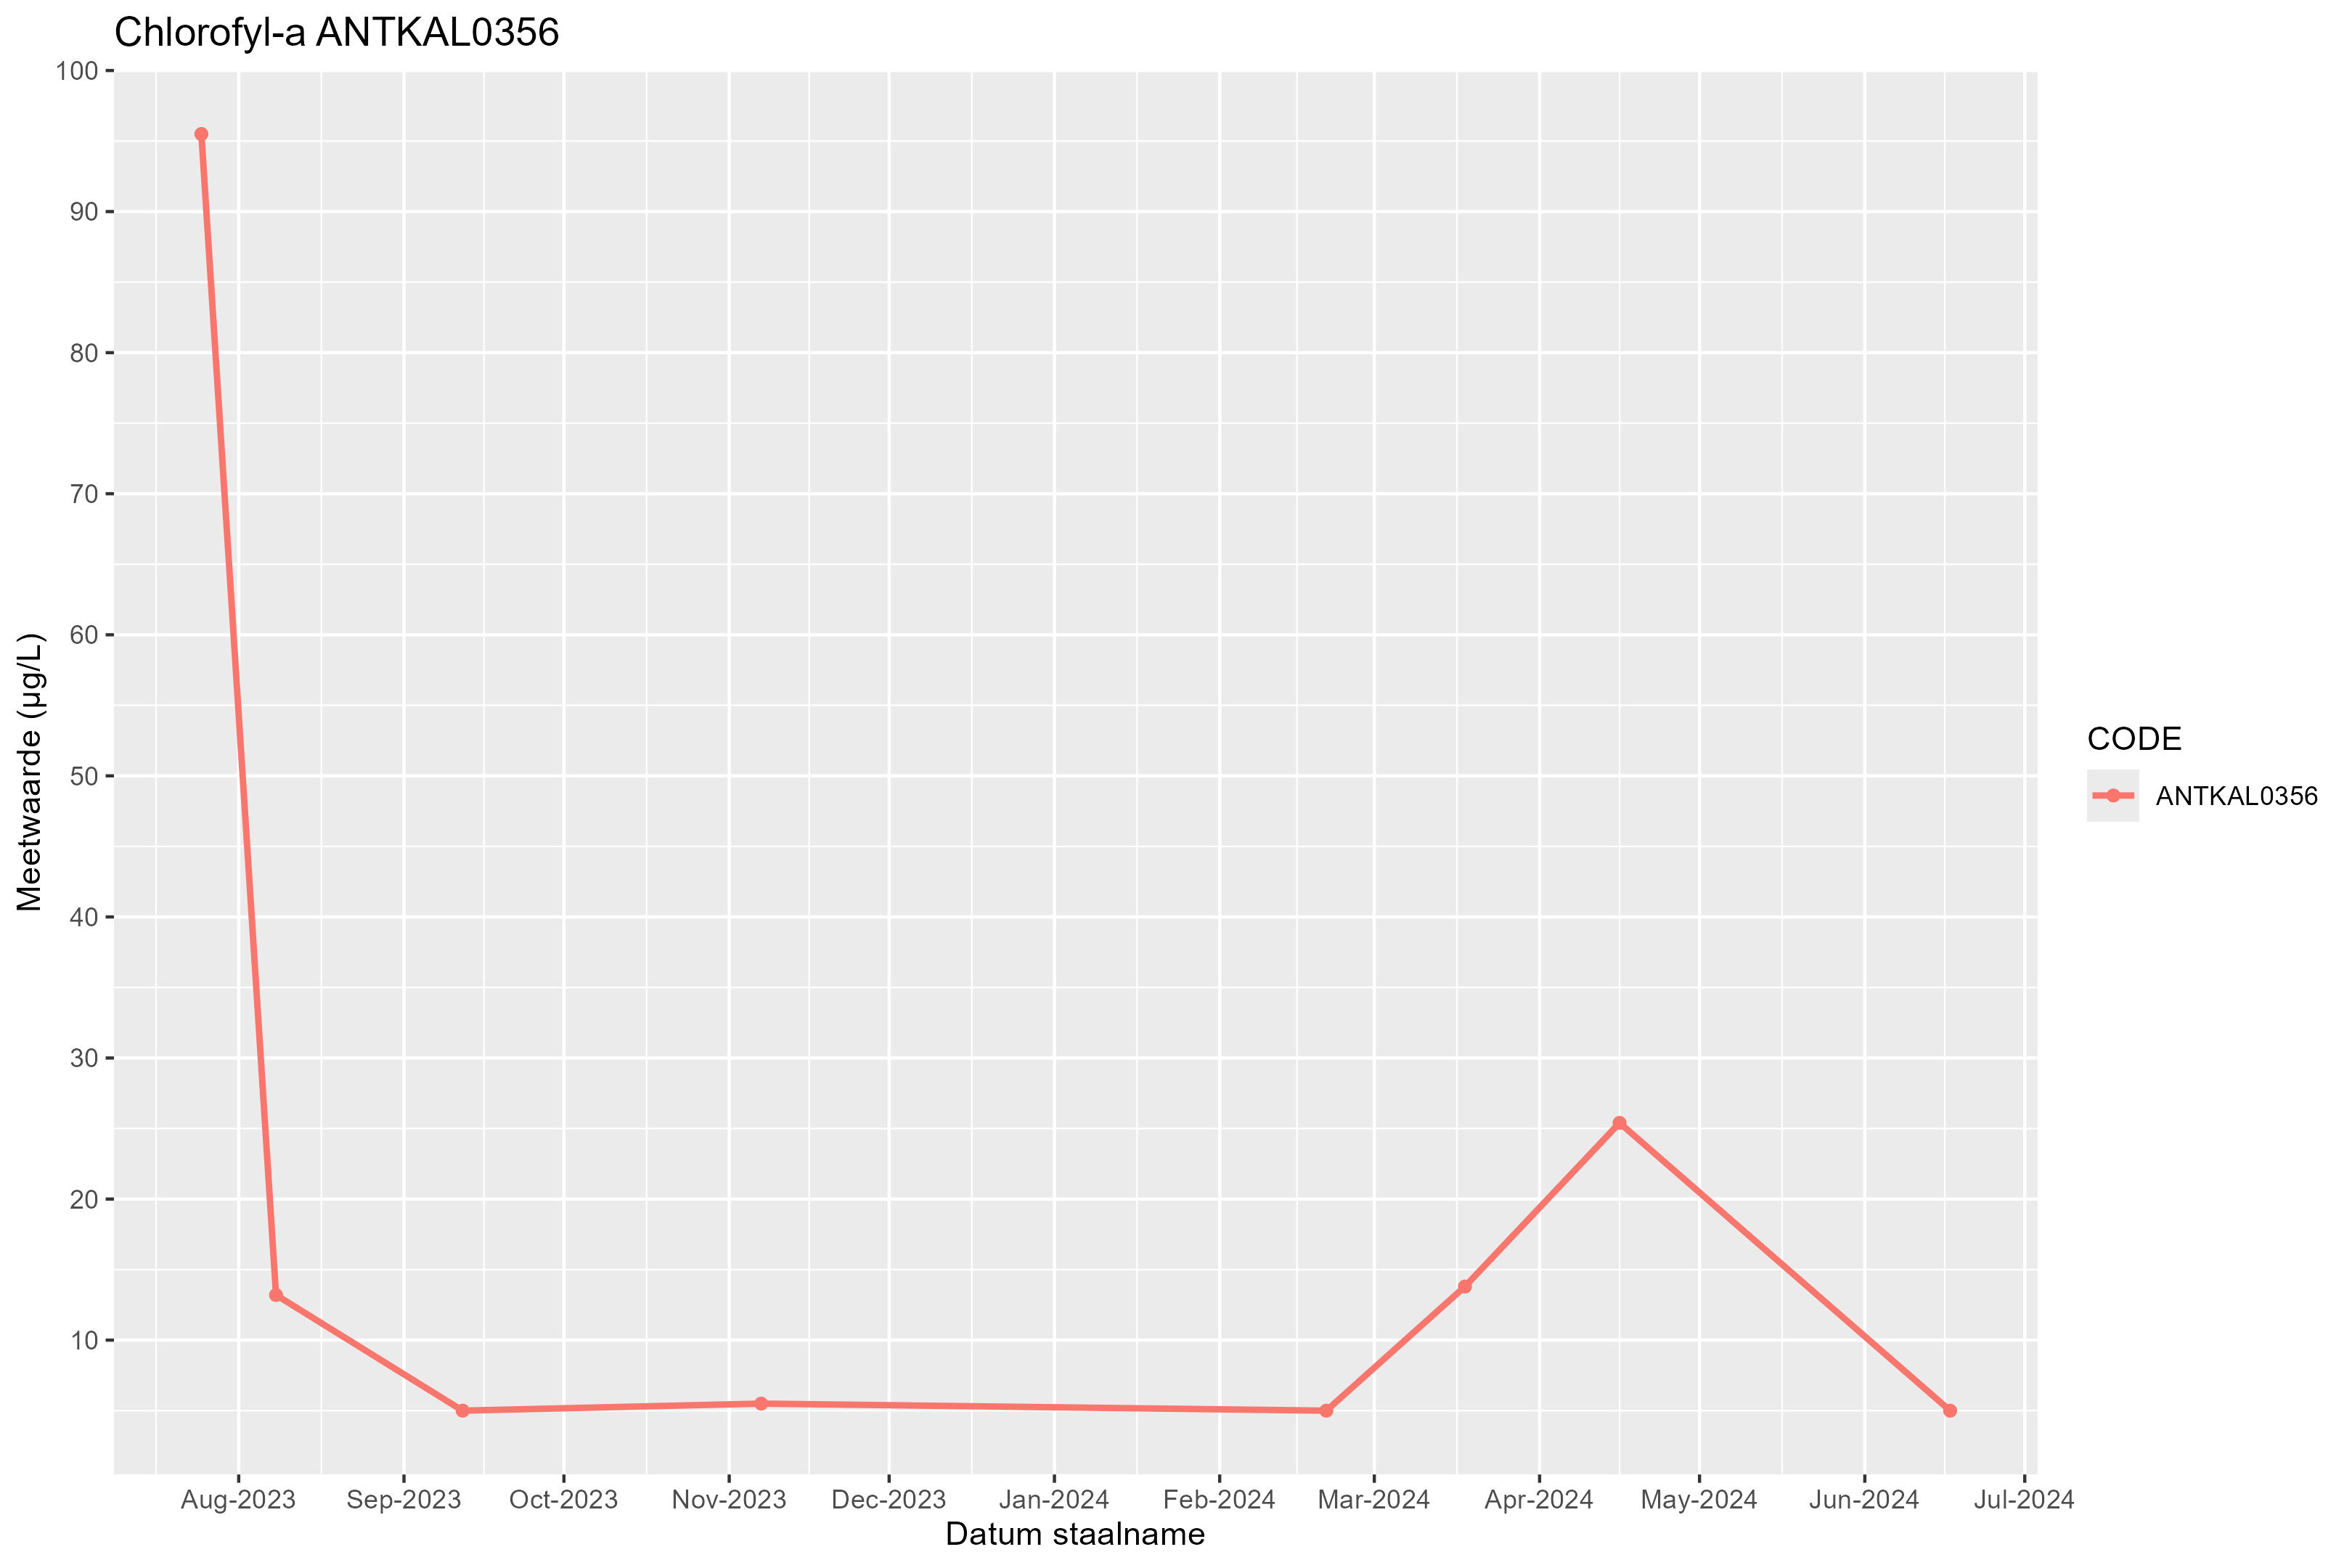 Chlorofyl-a ANTKAL0356
100
90
80
70
60
50
40
30
20
10
Meetwaarde (µg/L)
Aug-2023 Sep-2023 Oct-2023 Nov-2023 Dec-2023 Jan-2024 Feb-2024 Mar-2024 Apr-2024 May-2024 Jun-2024 Jul-2024
Datum staalname
CODE
ANTKAL0356